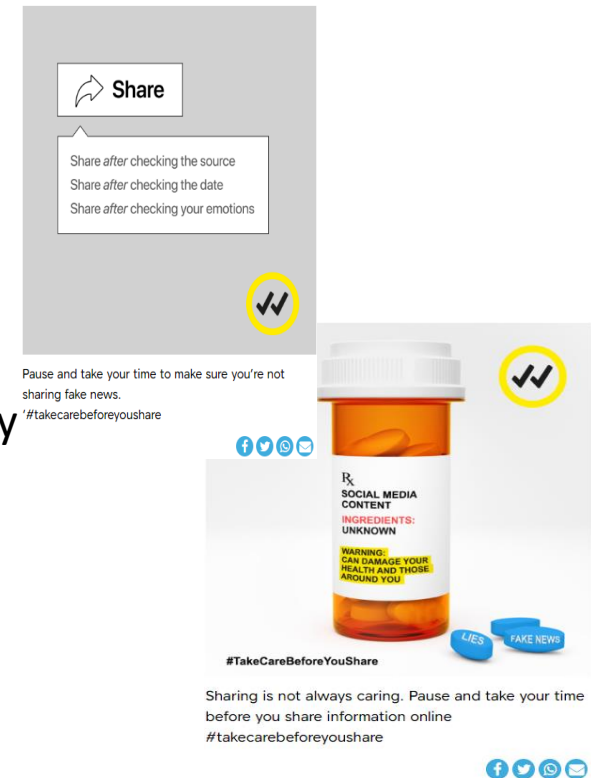 Share
Share after checking the source
Share after checking the date
Share after checking your emotions
Pause and take your time to make sure you're not
sharing fake news.
'#takecarebeforeyoushare
y
Rx
SOCIAL MEDIA
CONTENT
INGREDIENTS:
UNKNOWN
WARNING:
CAN DAMAGE YOUR
HEALTH AND THOSE
AROUND YOU
LIES
FAKE NEWS
#TakeCareBeforeYouShare
Sharing is not always caring. Pause and take your time
before you share information online
#takecarebeforeyoushare